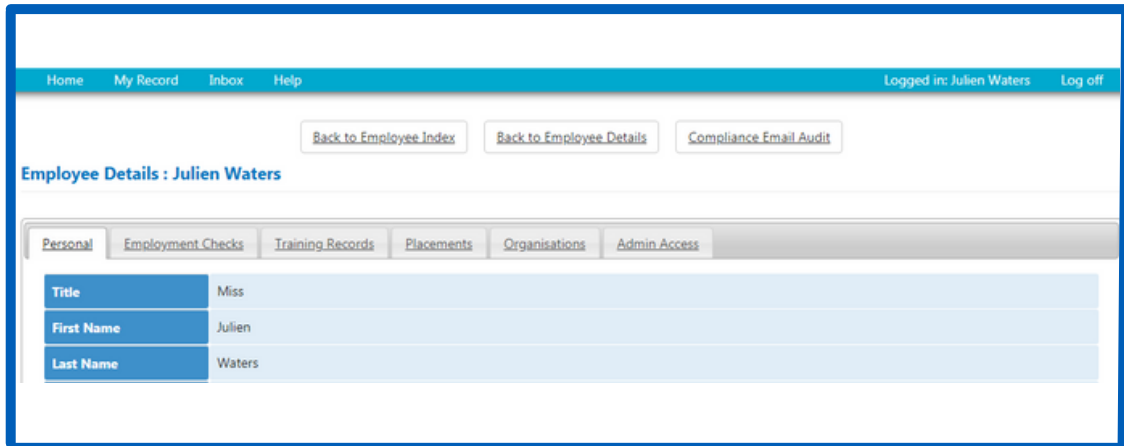 Home My Record Inbox Help Logged in: Julien Waters Log off
Back to Employee Index Back to Employee Details Compliance Email Audit
Employee Details : Julien Waters
Personal Employment Checks Training Records Placements Organisations Admin Access
Title Miss
First Name Julien
Last Name Waters